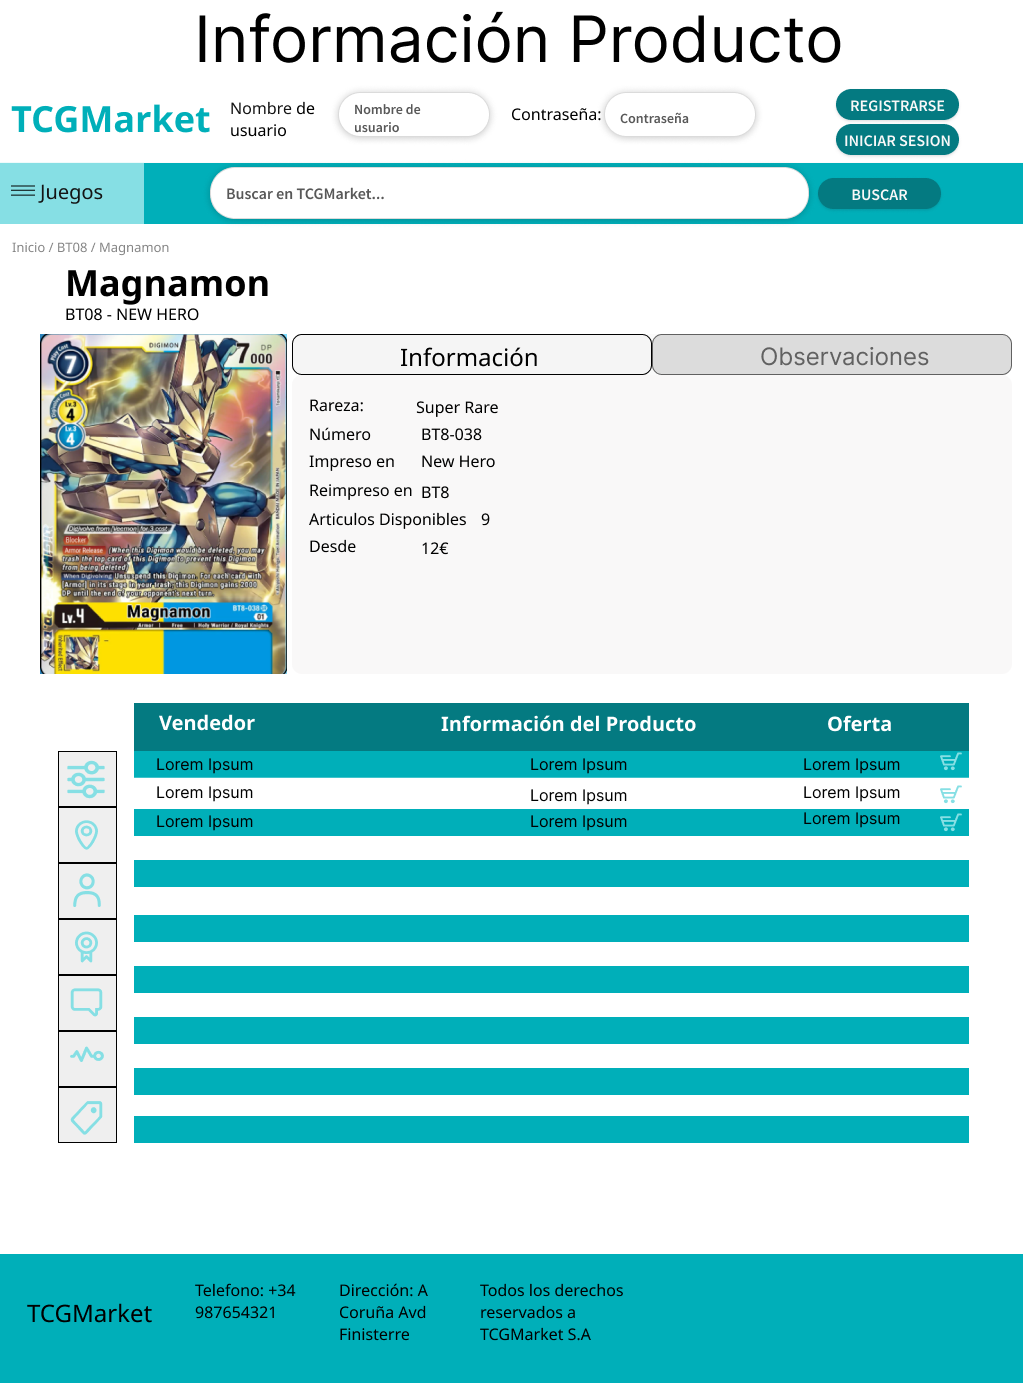 Información Producto
TCGMarket
Nombre de
usuario
Nombre de
usuario
Contraseña:
Contraseña
REGISTRARSE
INICIAR SESION
Juegos
Buscar en TCGMarket...
BUSCAR
Inicio / BT08 / Magnamon
Magnamon
BT08 - NEW HERO
Play Cost
7
DIGIMON
7000
DP
Lv.3
4
Lv.3
4
Digivolve from [Veemon] for 3 cost
Blocker
Armor Release (When this Digimon would be deleted, you may
trash the top card of this Digimon to prevent this Digimon
from being deleted).
When Digivolving Unsuspend this Digimon. For each card with
[Armor] in its stage in your trash, this Digimon gains 2000
DP until the end of your opponent's next turn.
Lv.4
Magnamon
BT8-038 SR
01
Armor | Free | Holy Warrior / Royal Knights
Información
Observaciones
Rareza: Super Rare
Número BT8-038
Impreso en New Hero
Reimpreso en BT8
Articulos Disponibles 9
Desde 12€
Vendedor Información del Producto Oferta
Lorem Ipsum Lorem Ipsum Lorem Ipsum
Lorem Ipsum Lorem Ipsum Lorem Ipsum
Lorem Ipsum Lorem Ipsum Lorem Ipsum
TCGMarket
Telefono: +34
987654321
Dirección: A
Coruña Avd
Finisterre
Todos los derechos
reservados a
TCGMarket S.A